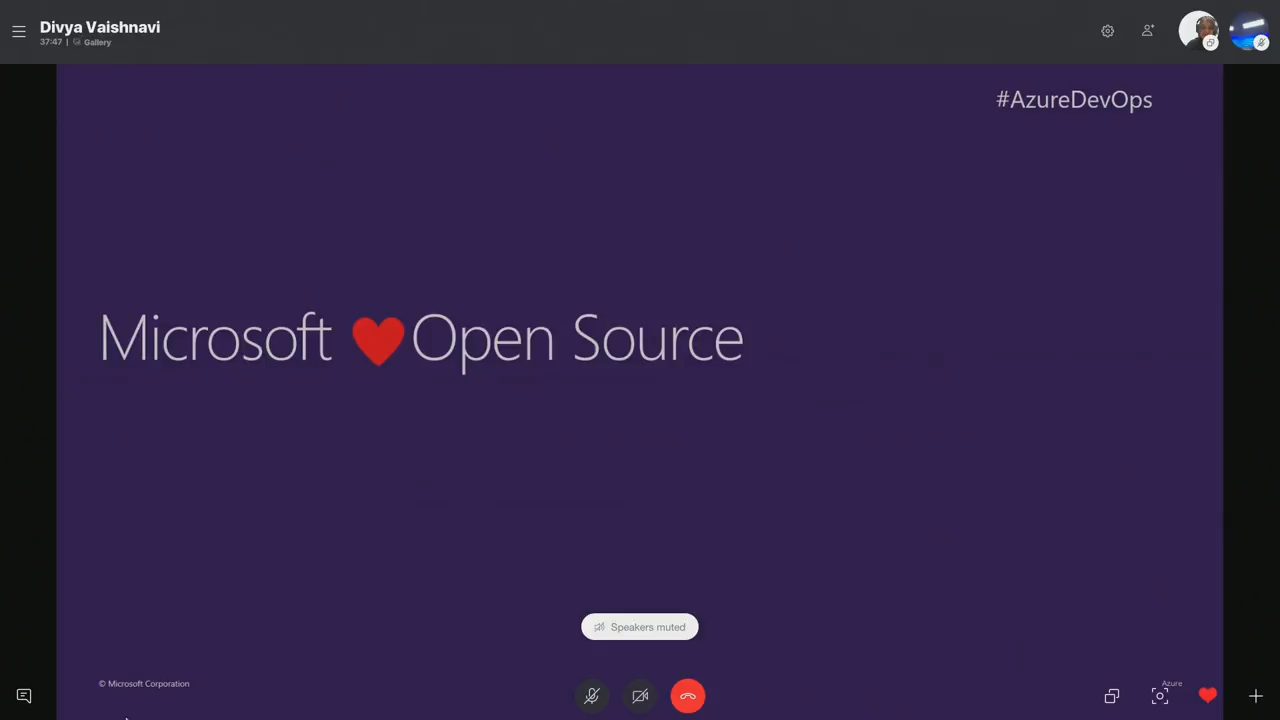 Divya Vaishnavi
37:47 | Gallery
#AzureDevOps
Microsoft ❤ Open Source
Speakers muted
© Microsoft Corporation
Azure